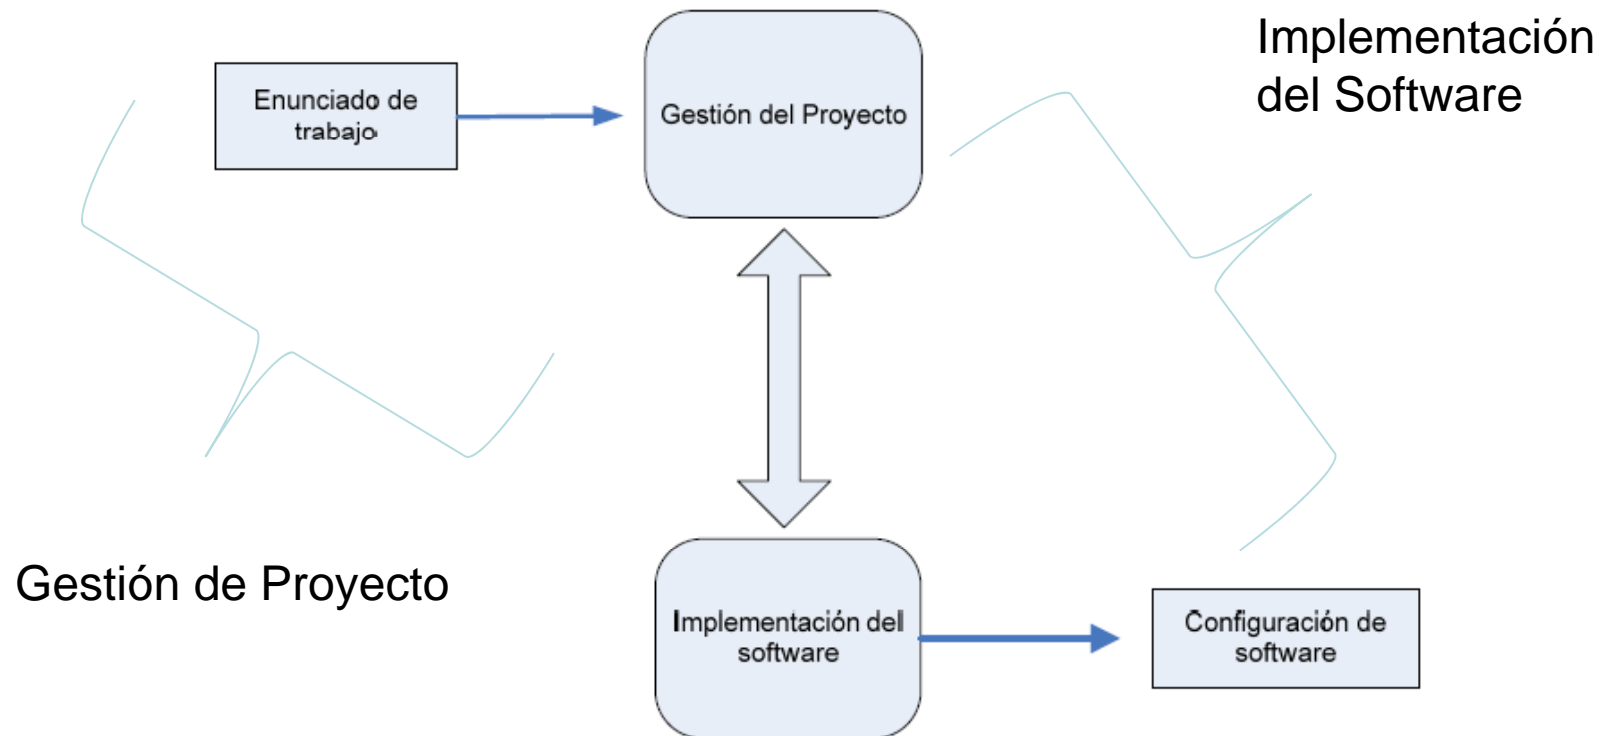 Implementación
del Software
Enunciado de
trabajo
Gestión del Proyecto
Gestión de Proyecto
Implementación del
software
Configuración de
software